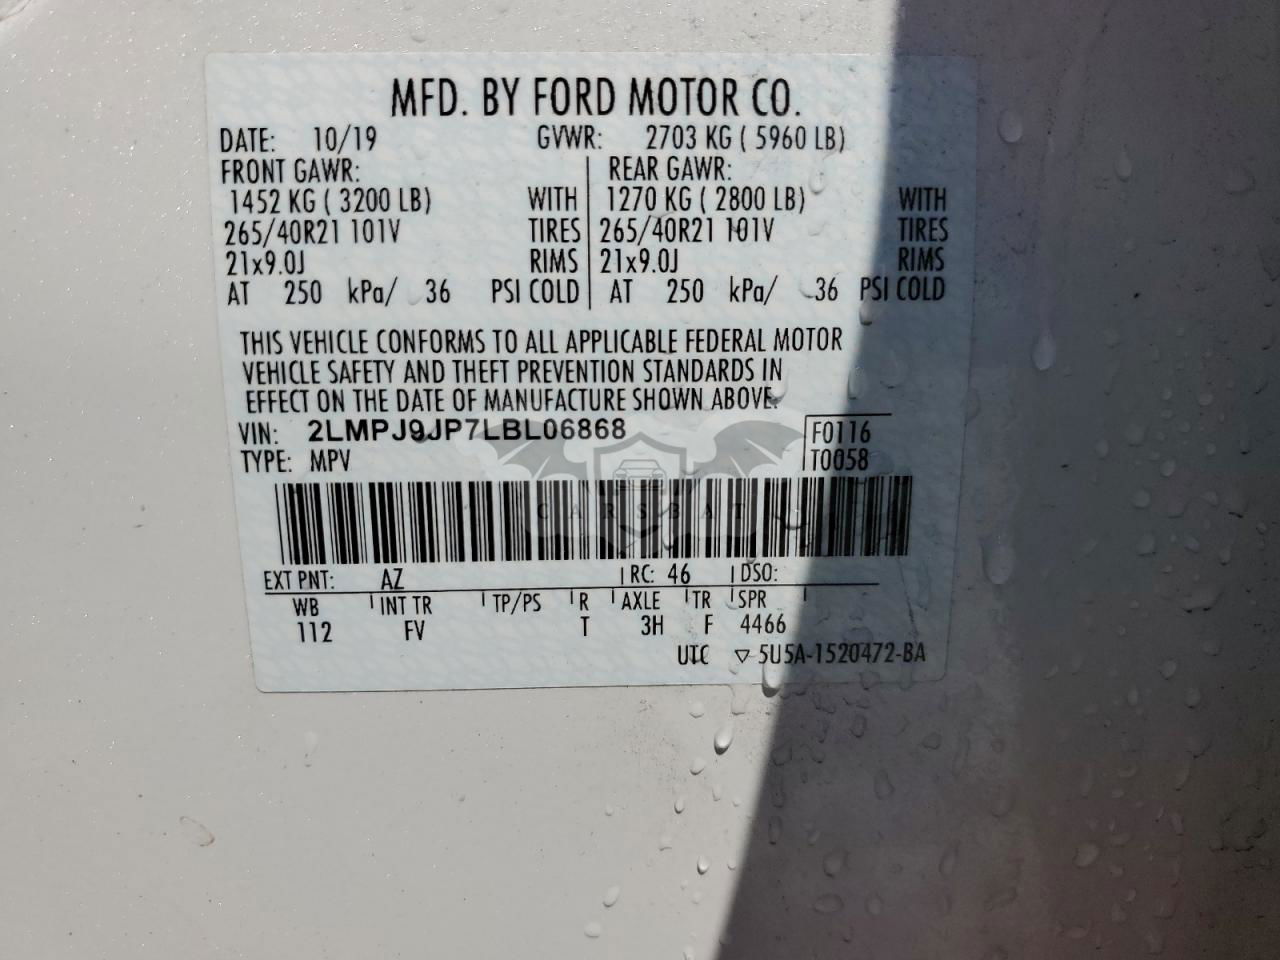 MFD. BY FORD MOTOR CO.
DATE: 10/19 GVWR: 2703 KG ( 5960 LB)
FRONT GAWR: REAR GAWR:
1452 KG ( 3200 LB) WITH 1270 KG ( 2800 LB) WITH
265/40R21 101V TIRES 265/40R21 101V TIRES
21x9.0J RIMS 21x9.0J RIMS
AT 250 kPa/ 36 PSI COLD AT 250 kPa/ 36 PSI COLD
THIS VEHICLE CONFORMS TO ALL APPLICABLE FEDERAL MOTOR
VEHICLE SAFETY AND THEFT PREVENTION STANDARDS IN
EFFECT ON THE DATE OF MANUFACTURE SHOWN ABOVE.
VIN: 2LMPJ9JP7LBL06868 F0116
TYPE: MPV T0058
CARSBAT
EXT PNT: AZ RC: 46 DSO:
WB INT TR TP/PS R AXLE TR SPR
112 FV T 3H F 4466
UTC ▽ 5U5A-1520472-BA